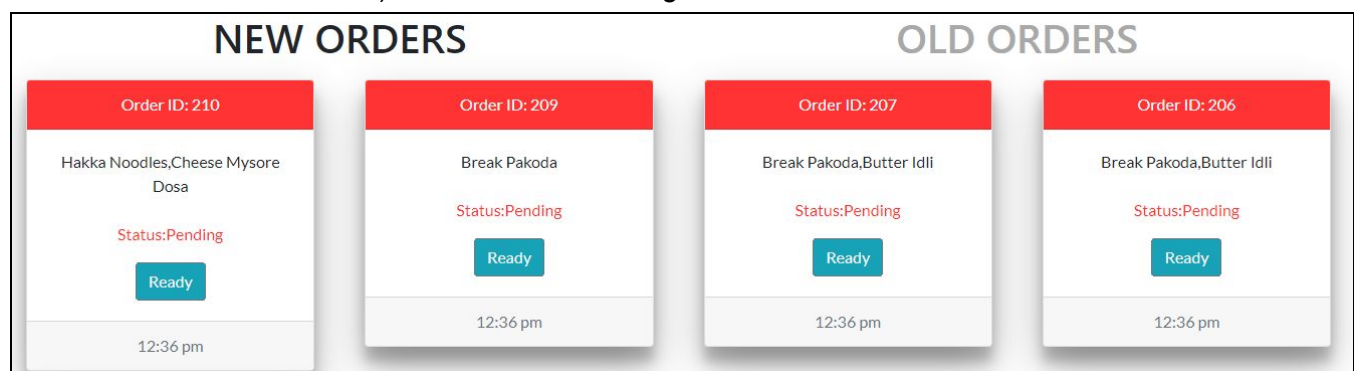 NEW ORDERS
OLD ORDERS
Order ID: 210
Hakka Noodles,Cheese Mysore
Dosa
Status:Pending
Ready
12:36 pm
Order ID: 209
Break Pakoda
Status:Pending
Ready
12:36 pm
Order ID: 207
Break Pakoda,Butter Idli
Status:Pending
Ready
12:36 pm
Order ID: 206
Break Pakoda,Butter Idli
Status:Pending
Ready
12:36 pm